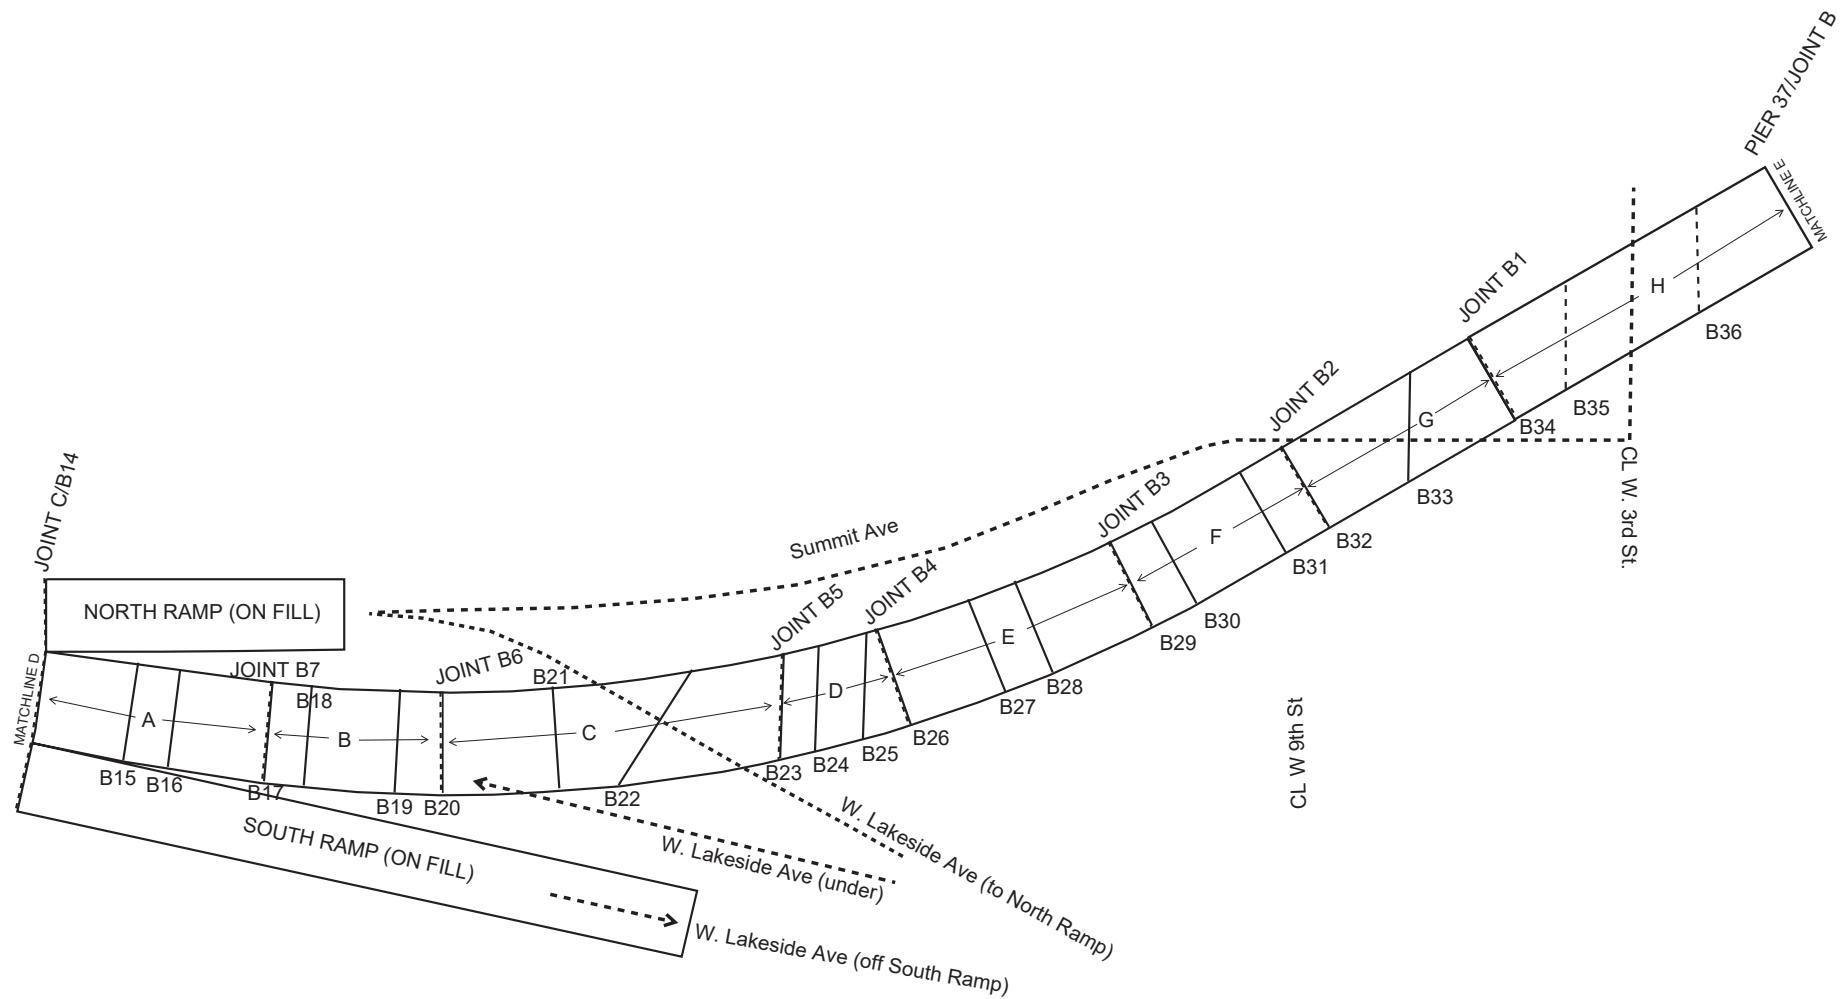 PIER 37/JOINT B
MATCHLINE E
JOINT B1
H
B36
B35
JOINT B2
G
B34
CL W. 3rd St.
B33
JOINT B3
F
B32
B31
B30
B29
JOINT C/B14
Summit Ave
JOINT B4
JOINT B5
NORTH RAMP (ON FILL)
MATCHLINE D
JOINT B7
JOINT B6
B21
B18
E
D
A
B
C
B28
B27
B26
B25
B24
B23
B22
B15
B16
B17
B19
B20
CL W 9th St
SOUTH RAMP (ON FILL)
W. Lakeside Ave (under)
W. Lakeside Ave (to North Ramp)
W. Lakeside Ave (off South Ramp)